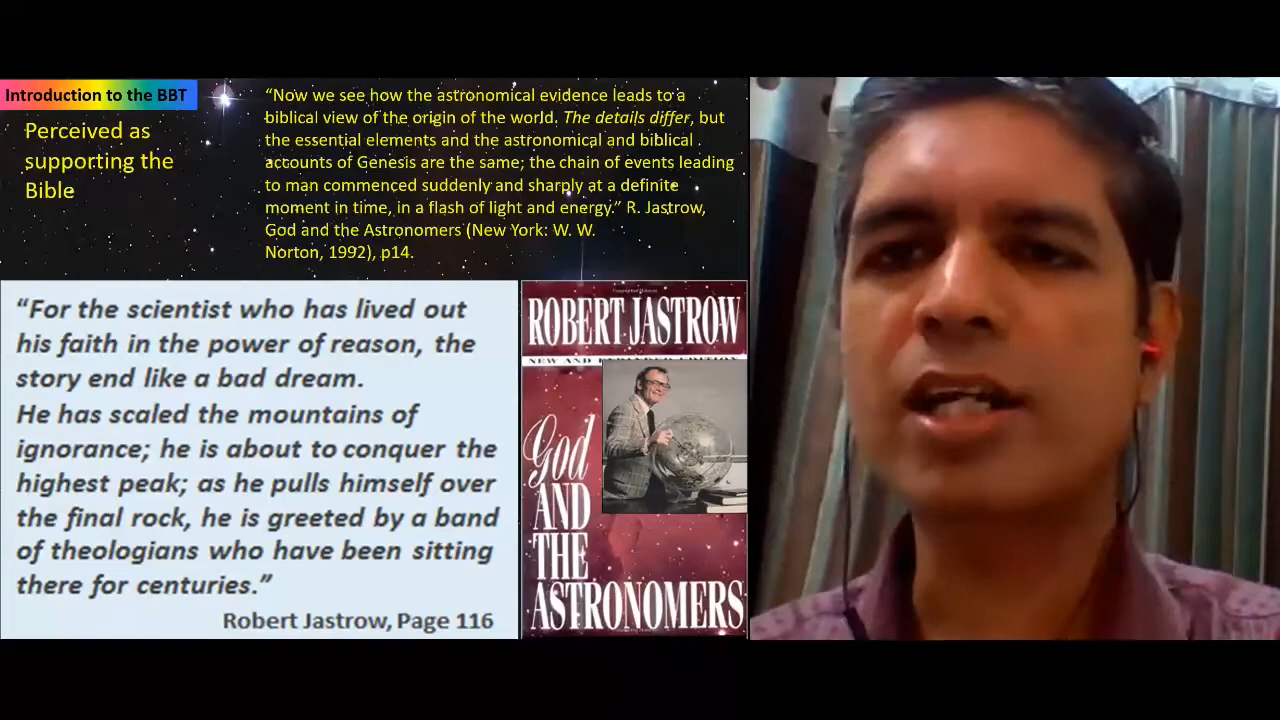 Introduction to the BBT
Perceived as
supporting the
Bible
“Now we see how the astronomical evidence leads to a
biblical view of the origin of the world. The details differ, but
the essential elements and the astronomical and biblical
accounts of Genesis are the same; the chain of events leading
to man commenced suddenly and sharply at a definite
moment in time, in a flash of light and energy.” R. Jastrow,
God and the Astronomers (New York: W. W.
Norton, 1992), p14.
“For the scientist who has lived out
his faith in the power of reason, the
story end like a bad dream.
He has scaled the mountains of
ignorance; he is about to conquer the
highest peak; as he pulls himself over
the final rock, he is greeted by a band
of theologians who have been sitting
there for centuries.”
Robert Jastrow, Page 116
ROBERT JASTROW
NEW AND EXPANDED EDITION
God
AND
THE
ASTRONOMERS